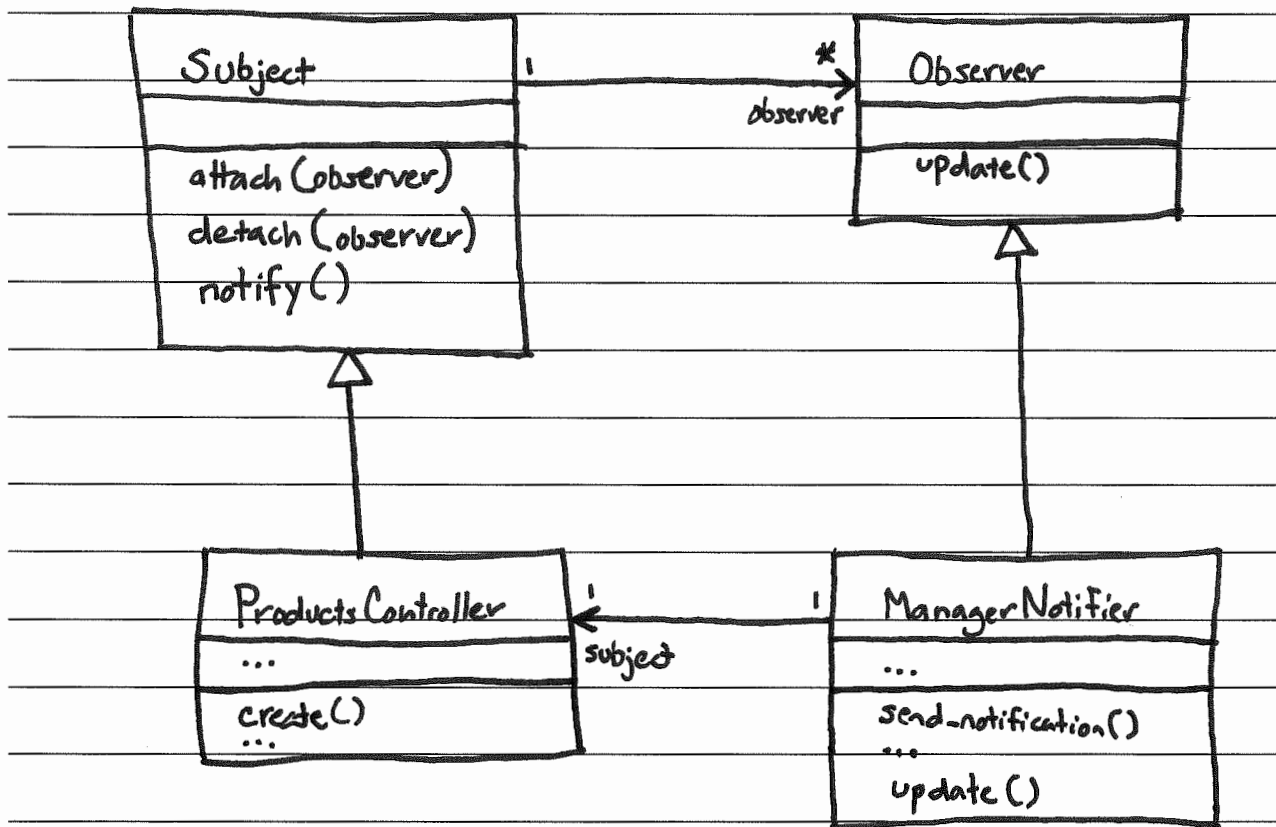 Subject
attach (observer)
detach (observer)
notify ()
1
*
observer
Observer
update()
ProductsController
...
create()
...
1
1
subject
ManagerNotifier
...
send_notification()
...
update ()